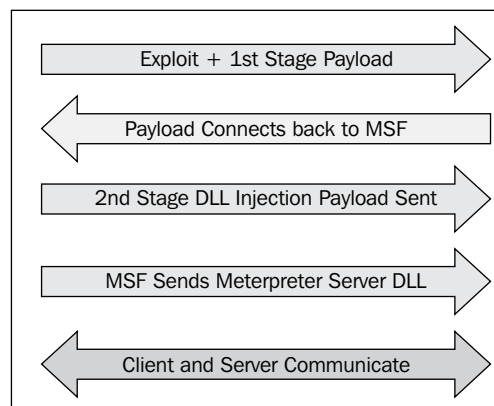 Exploit + 1st Stage Payload
Payload Connects back to MSF
2nd Stage DLL Injection Payload Sent
MSF Sends Meterpreter Server DLL
Client and Server Communicate